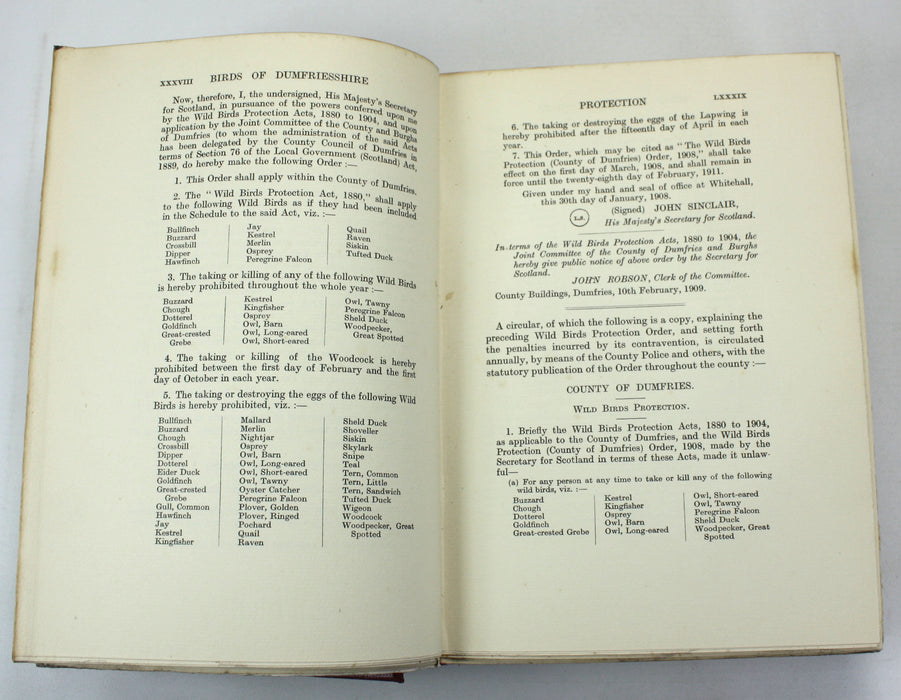 XXXVIII BIRDS OF DUMFRIESSHIRE
Now, therefore, I, the undersigned, His Majesty's Secretary
for Scotland, in pursuance of the powers conferred upon me
by the Wild Birds Protection Acts, 1880 to 1904, and upon
application by the Joint Committee of the County and Burghs
of Dumfries (to whom the administration of the said Acts
has been delegated by the County Council of Dumfries in
terms of Section 76 of the Local Government (Scotland) Act,
1889, do hereby make the following Order :—
1. This Order shall apply within the County of Dumfries.
2. The "Wild Birds Protection Act, 1880," shall apply
to the following Wild Birds as if they had been included
in the Schedule to the said Act, viz. :—
Bullfinch Jay Quail
Buzzard Kestrel Raven
Crossbill Merlin Siskin
Dipper Osprey Tufted Duck
Hawfinch Peregrine Falcon
3. The taking or killing of any of the following Wild Birds
is hereby prohibited throughout the whole year :—
Buzzard Kestrel Owl, Tawny
Chough Kingfisher Peregrine Falcon
Dotterel Osprey Sheld Duck
Goldfinch Owl, Barn Woodpecker,
Great-crested Owl, Long-eared Great Spotted
Grebe Owl, Short-eared
4. The taking or killing of the Woodcock is hereby
prohibited between the first day of February and the first
day of October in each year.
5. The taking or destroying the eggs of the following Wild
Birds is hereby prohibited, viz. :—
Bullfinch Mallard Sheld Duck
Buzzard Merlin Shoveller
Chough Nightjar Siskin
Crossbill Osprey Skylark
Dipper Owl, Barn Snipe
Dotterel Owl, Long-eared Teal
Eider Duck Owl, Short-eared Tern, Common
Goldfinch Owl, Tawny Tern, Little
Great-crested Oyster Catcher Tern, Sandwich
Grebe Peregrine Falcon Tufted Duck
Gull, Common Plover, Golden Wigeon
Hawfinch Plover, Ringed Woodcock
Jay Pochard Woodpecker, Great
Kestrel Quail Spotted
Kingfisher Raven
PROTECTION LXXXIX
6. The taking or destroying the eggs of the Lapwing is
hereby prohibited after the fifteenth day of April in each
year.
7. This Order, which may be cited as "The Wild Birds
Protection (County of Dumfries) Order, 1908," shall take
effect on the first day of March, 1908, and shall remain in
force until the twenty-eighth day of February, 1911.
Given under my hand and seal of office at Whitehall,
this 30th day of January, 1908.
L.S. (Signed) JOHN SINCLAIR,
His Majesty's Secretary for Scotland.
In terms of the Wild Birds Protection Acts, 1880 to 1904, the
Joint Committee of the County of Dumfries and Burghs
hereby give public notice of above order by the Secretary for
Scotland.
JOHN ROBSON, Clerk of the Committee.
County Buildings, Dumfries, 10th February, 1909.
A circular, of which the following is a copy, explaining the
preceding Wild Birds Protection Order, and setting forth
the penalties incurred by its contravention, is circulated
annually, by means of the County Police and others, with the
statutory publication of the Order throughout the county :—
COUNTY OF DUMFRIES.
WILD BIRDS PROTECTION.
1. Briefly the Wild Birds Protection Acts, 1880 to 1904,
as applicable to the County of Dumfries, and the Wild Birds
Protection (County of Dumfries) Order, 1908, made by the
Secretary for Scotland in terms of these Acts, made it unlaw-
ful—
(a) For any person at any time to take or kill any of the following
wild birds, viz. :—
Buzzard Kestrel Owl, Short-eared
Chough Kingfisher Owl, Tawny
Dotterel Osprey Peregrine Falcon
Goldfinch Owl, Barn Sheld Duck
Great-crested Grebe Owl, Long-eared Woodpecker, Great
Spotted